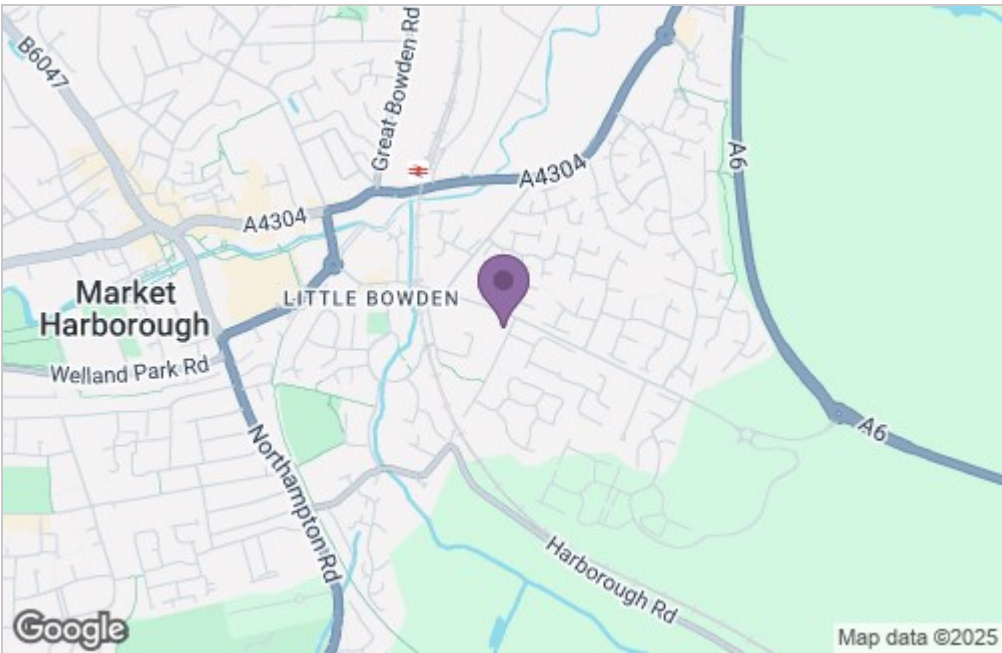 B6047
Great Bowden Rd
A4304
A6
A4304
Market
Harborough
LITTLE BOWDEN
Welland Park Rd
A6
Northampton Rd
Harborough Rd
Google
Map data ©2025